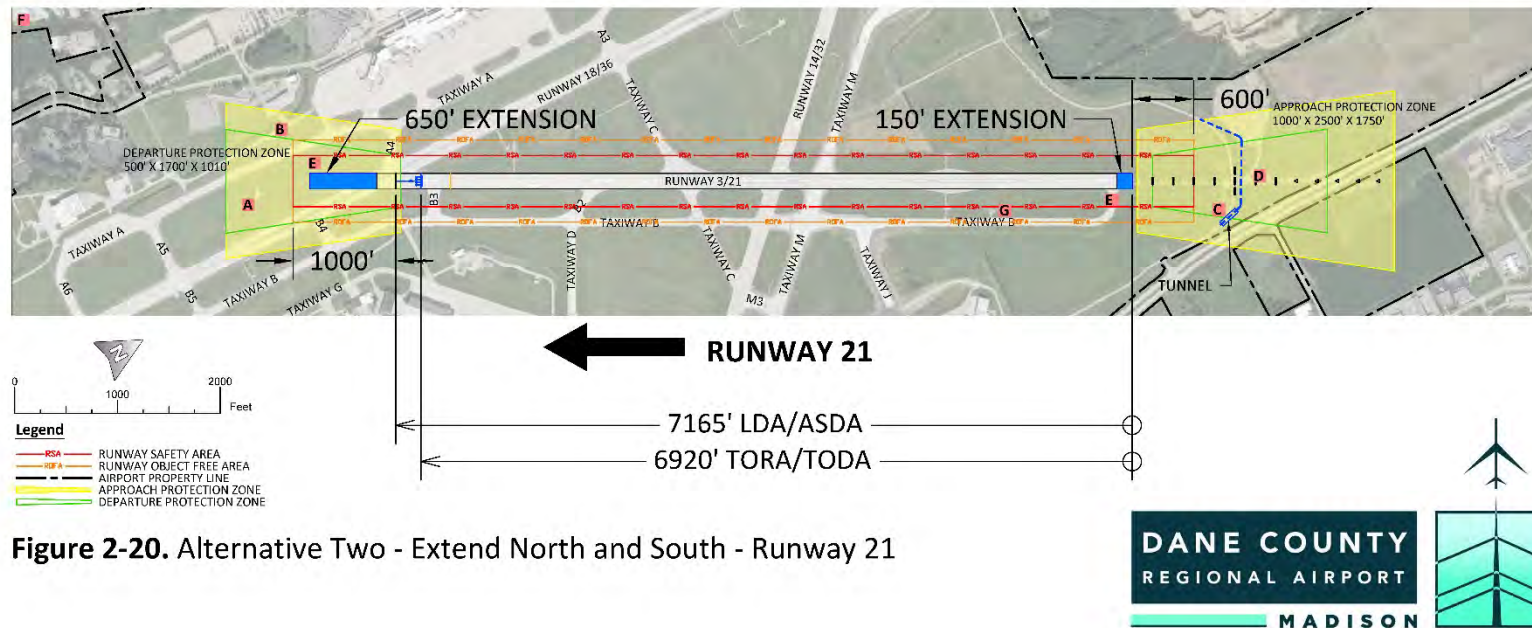 F
A3
TAXIWAY A
RUNWAY 18/36
TAXIWAY C
RUNWAY 14/32
TAXIWAY M
650' EXTENSION
150' EXTENSION
600'
APPROACH PROTECTION ZONE
1000' X 2500' X 1750'
B
A4
DEPARTURE PROTECTION ZONE
500' X 1700' X 1010'
E
RUNWAY 3/21
D
A
B3
B2
E
C
G
B4
TAXIWAY B
TAXIWAY B
TAXIWAY A
A5
A6
B5
TAXIWAY B
TAXIWAY G
1000'
TAXIWAY D
TAXIWAY C
TAXIWAY M
M3
TAXIWAY J
TUNNEL
RUNWAY 21
N
0
1000
2000
Feet
7165' LDA/ASDA
6920' TORA/TODA
Legend
RSA RUNWAY SAFETY AREA
ROFA RUNWAY OBJECT FREE AREA
AIRPORT PROPERTY LINE
APPROACH PROTECTION ZONE
DEPARTURE PROTECTION ZONE
Figure 2-20. Alternative Two - Extend North and South - Runway 21
DANE COUNTY
REGIONAL AIRPORT
MADISON